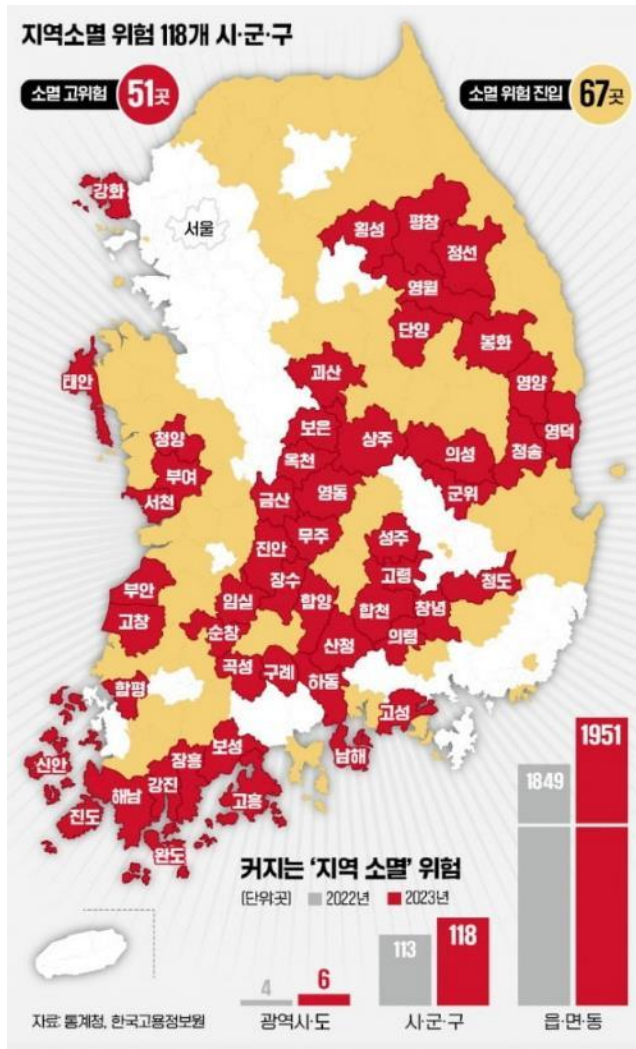 지역소멸 위험 118개 시·군·구
소멸 고위험 51곳
소멸 위험 진입 67곳
강화
서울
횡성
평창
정선
영월
단양
봉화
태안
괴산
영양
영덕
청양
보은
상주
의성
청송
부여
옥천
서천
금산
영동
군위
무주
성주
진안
부안
장수
고령
청도
임실
함양
합천
창녕
고창
순창
산청
의령
곡성
구례
하동
함평
고성
신안
보성
남해
장흥
해남
강진
고흥
진도
완도
커지는 ‘지역 소멸’ 위험
(단위:곳) 2022년 2023년
4
6
광역시·도
113
118
시·군·구
1849
1951
읍·면·동
자료: 통계청, 한국고용정보원